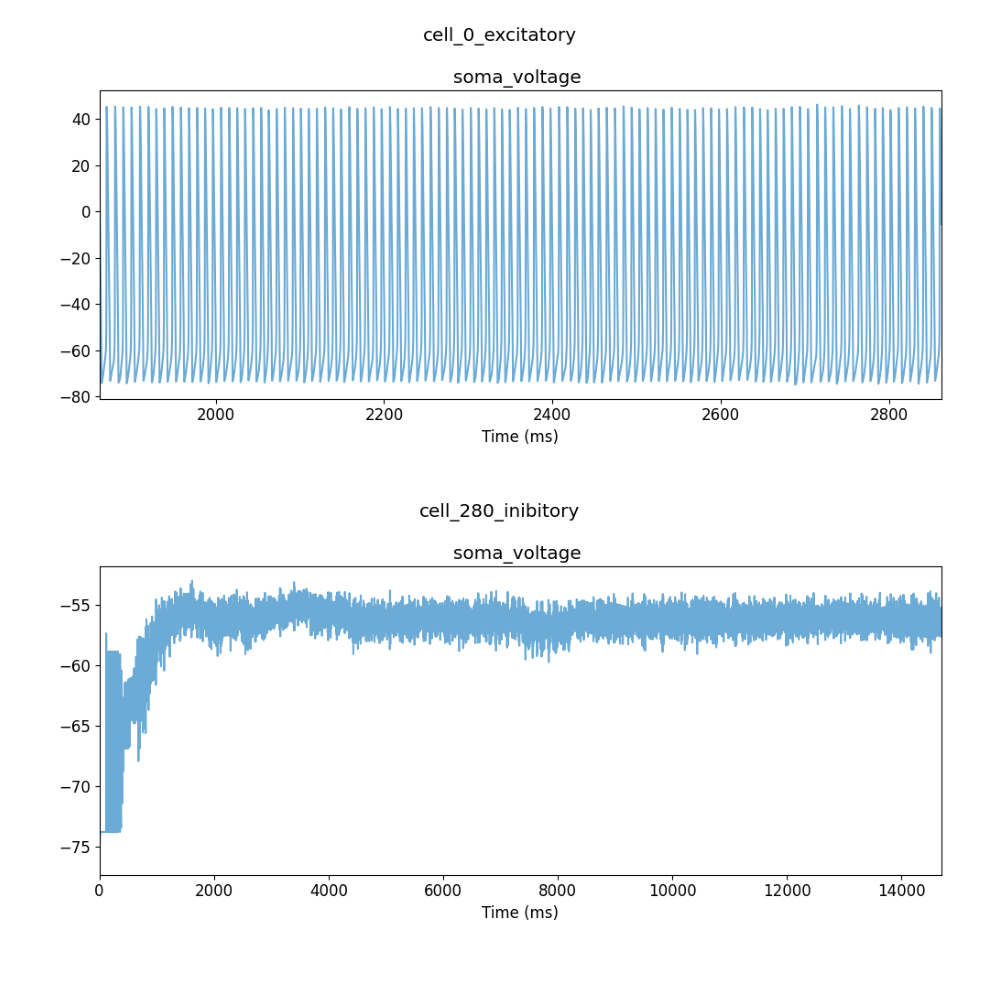 cell_0_excitatory
soma_voltage
40
20
0
−20
−40
−60
−80
2000 2200 2400 2600 2800
Time (ms)
cell_280_inibitory
soma_voltage
−55
−60
−65
−70
−75
0 2000 4000 6000 8000 10000 12000 14000
Time (ms)